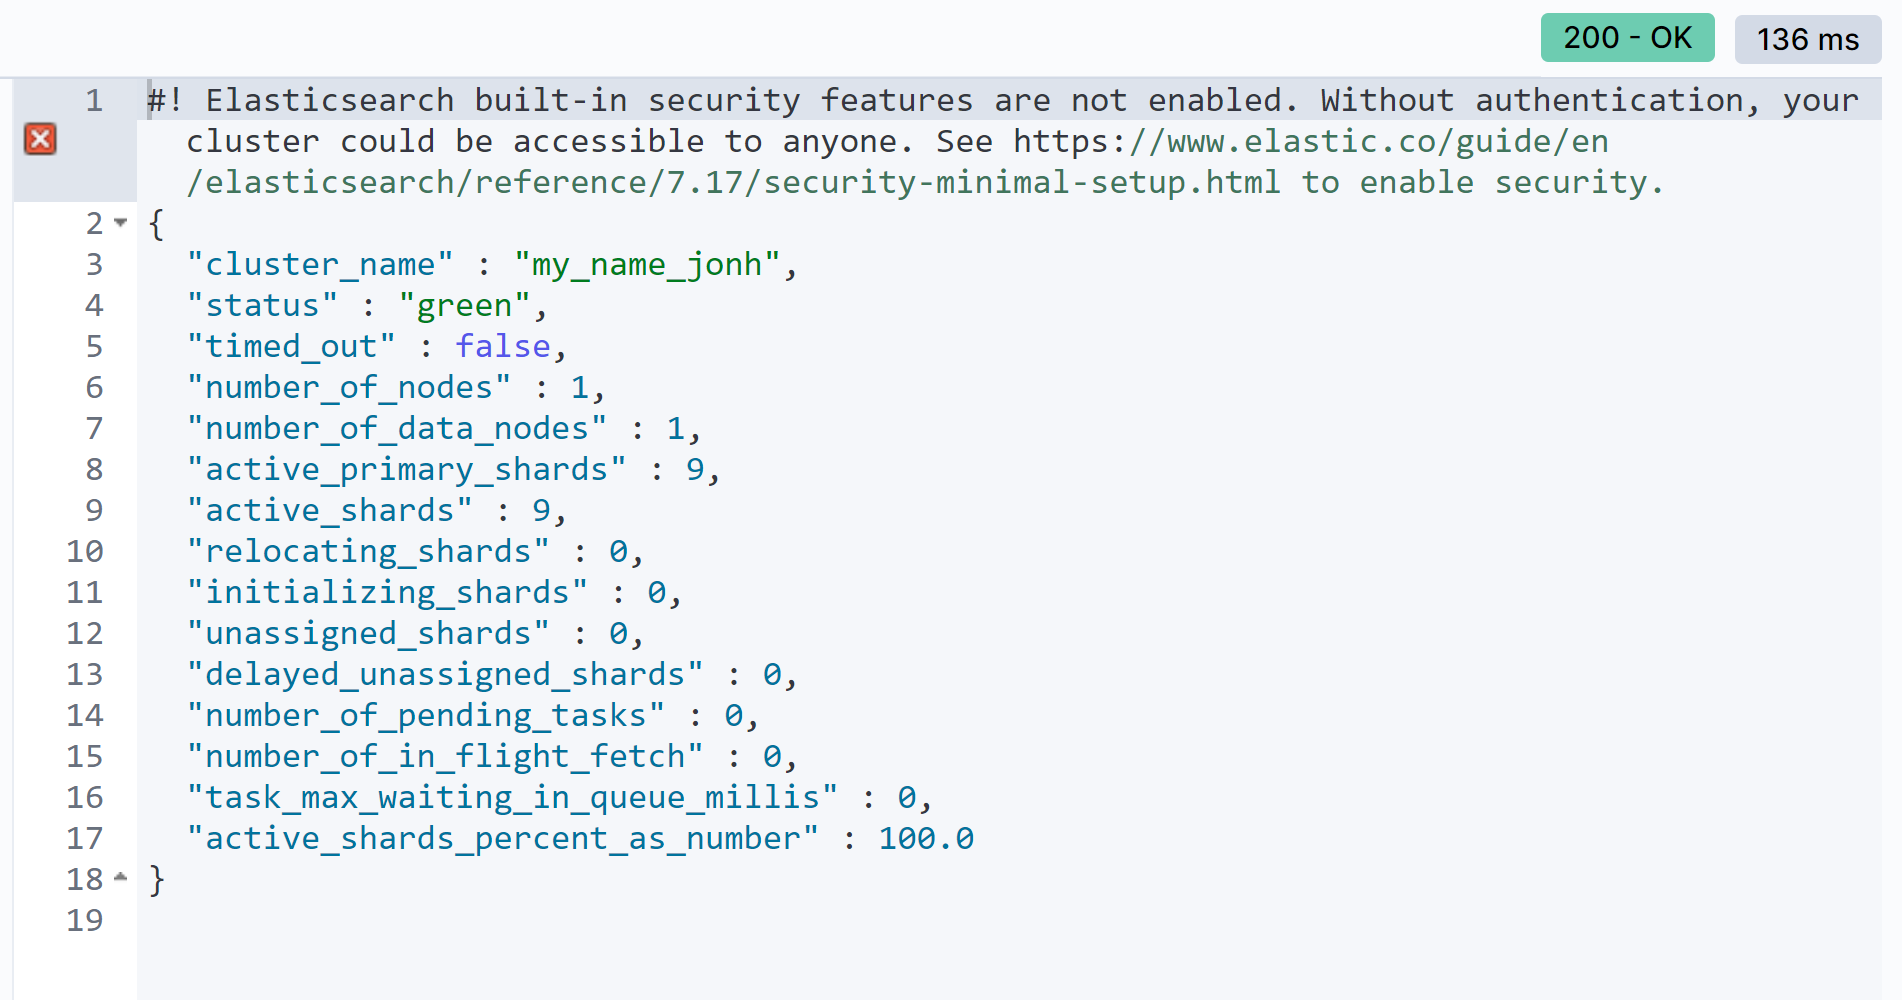 200 - OK 136 ms
1 #! Elasticsearch built-in security features are not enabled. Without authentication, your
cluster could be accessible to anyone. See https://www.elastic.co/guide/en
/elasticsearch/reference/7.17/security-minimal-setup.html to enable security.
2 {
3 "cluster_name" : "my_name_jonh",
4 "status" : "green",
5 "timed_out" : false,
6 "number_of_nodes" : 1,
7 "number_of_data_nodes" : 1,
8 "active_primary_shards" : 9,
9 "active_shards" : 9,
10 "relocating_shards" : 0,
11 "initializing_shards" : 0,
12 "unassigned_shards" : 0,
13 "delayed_unassigned_shards" : 0,
14 "number_of_pending_tasks" : 0,
15 "number_of_in_flight_fetch" : 0,
16 "task_max_waiting_in_queue_millis" : 0,
17 "active_shards_percent_as_number" : 100.0
18 }
19